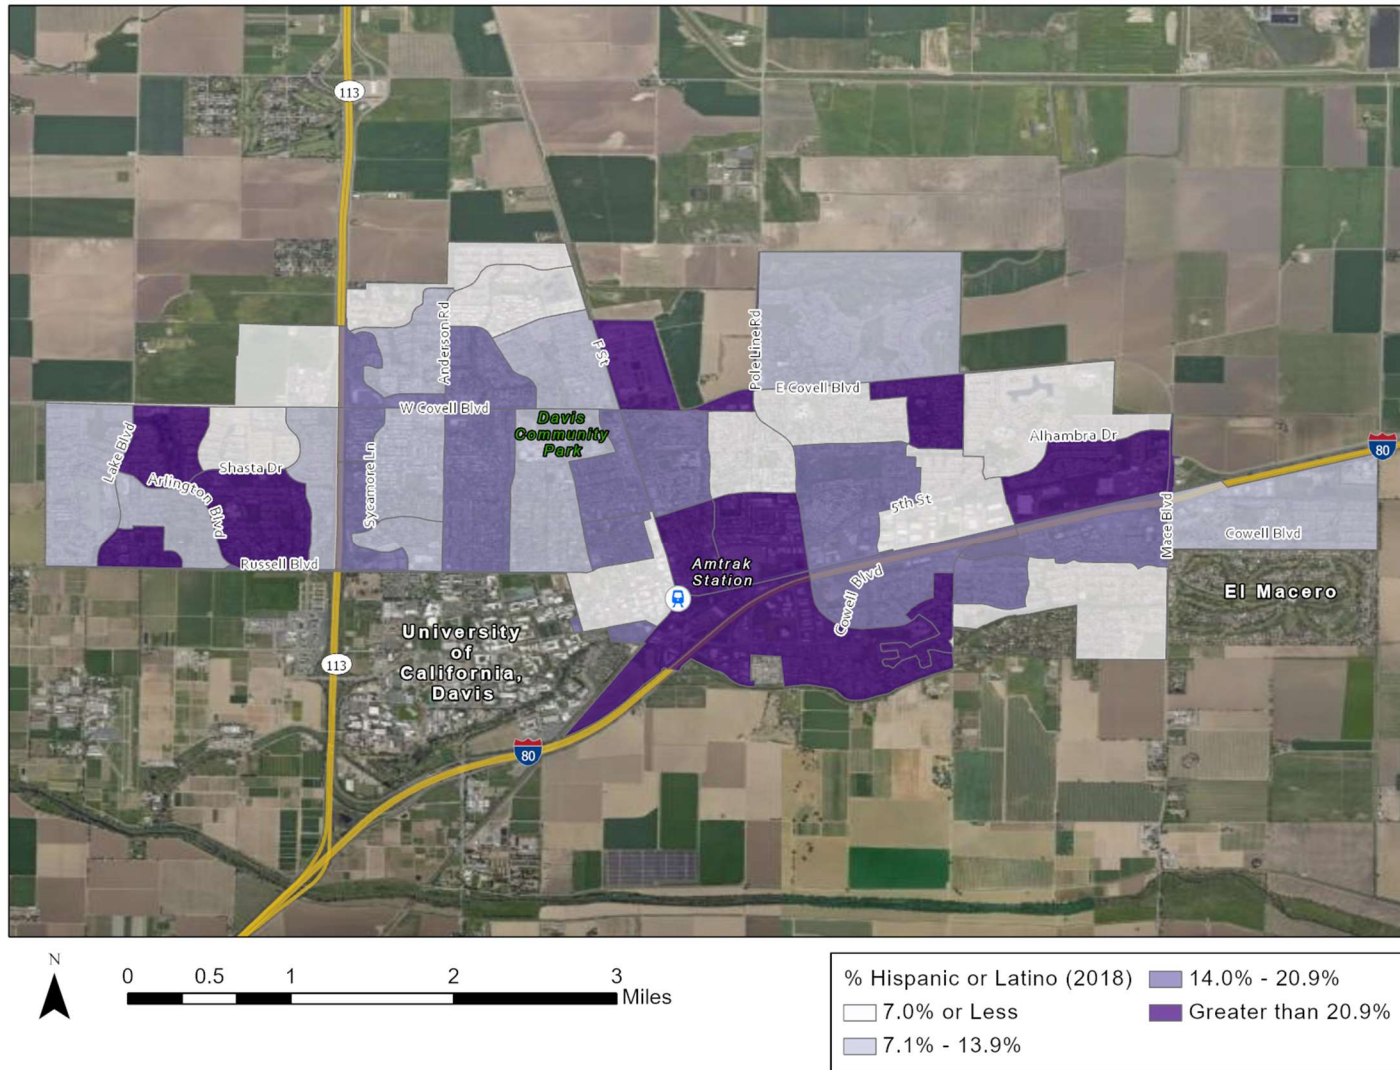 113
Anderson Rd
F St
Pole Line Rd
E Covell Blvd
W Covell Blvd
Davis
Community
Park
Lake Blvd
Shasta Dr
Arlington Blvd
Sycamore Ln
Alhambra Dr
80
5th St
Mace Blvd
Cowell Blvd
Russell Blvd
Amtrak
Station
Cowell Blvd
El Macero
University
of
California,
Davis
113
80
N
0 0.5 1 2 3
Miles
% Hispanic or Latino (2018)
7.0% or Less
7.1% - 13.9%
14.0% - 20.9%
Greater than 20.9%